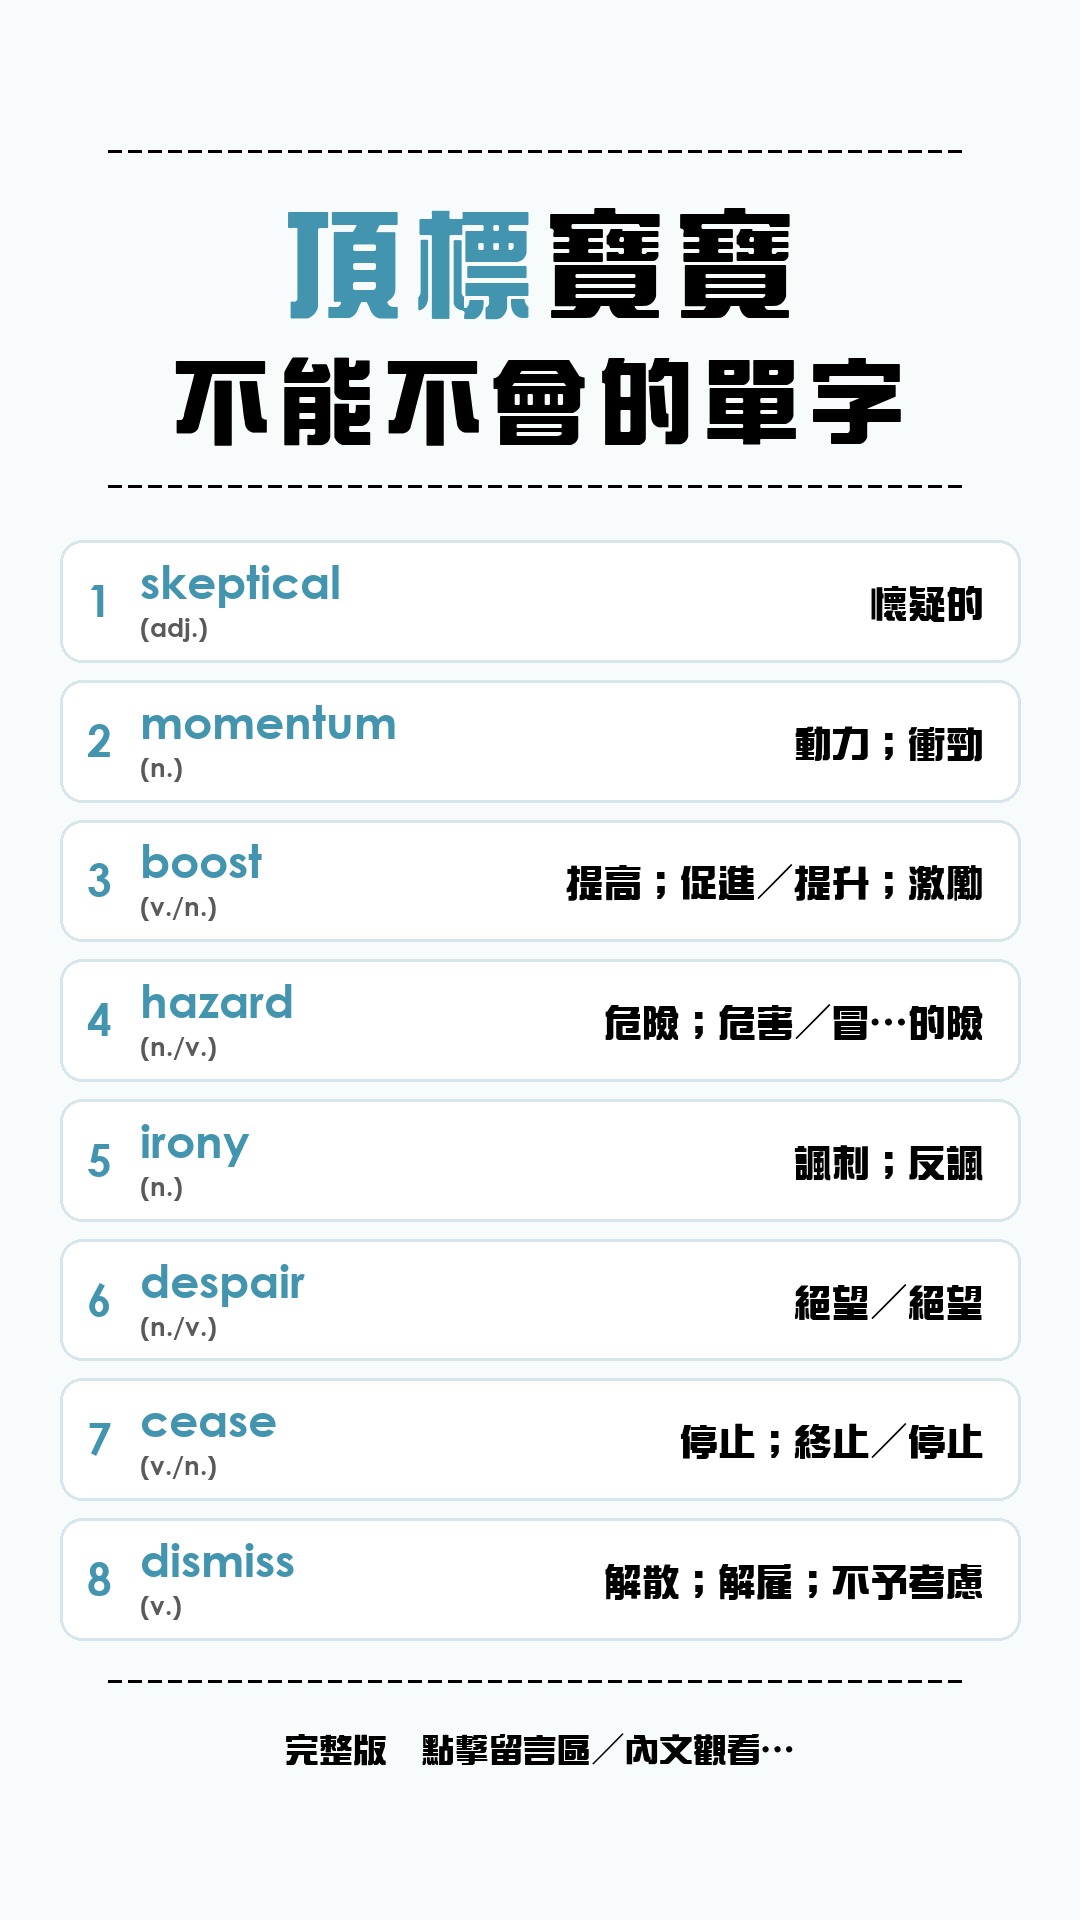 頂標寶寶
不能不會的單字
1 skeptical 懷疑的
(adj.)
2 momentum 動力；衝勁
(n.)
3 boost 提高；促進／提升；激勵
(v./n.)
4 hazard 危險；危害／冒…的險
(n./v.)
5 irony 諷刺；反諷
(n.)
6 despair 絕望／絕望
(n./v.)
7 cease 停止；終止／停止
(v./n.)
8 dismiss 解散；解雇；不予考慮
(v.)
完整版　點擊留言區／內文觀看…